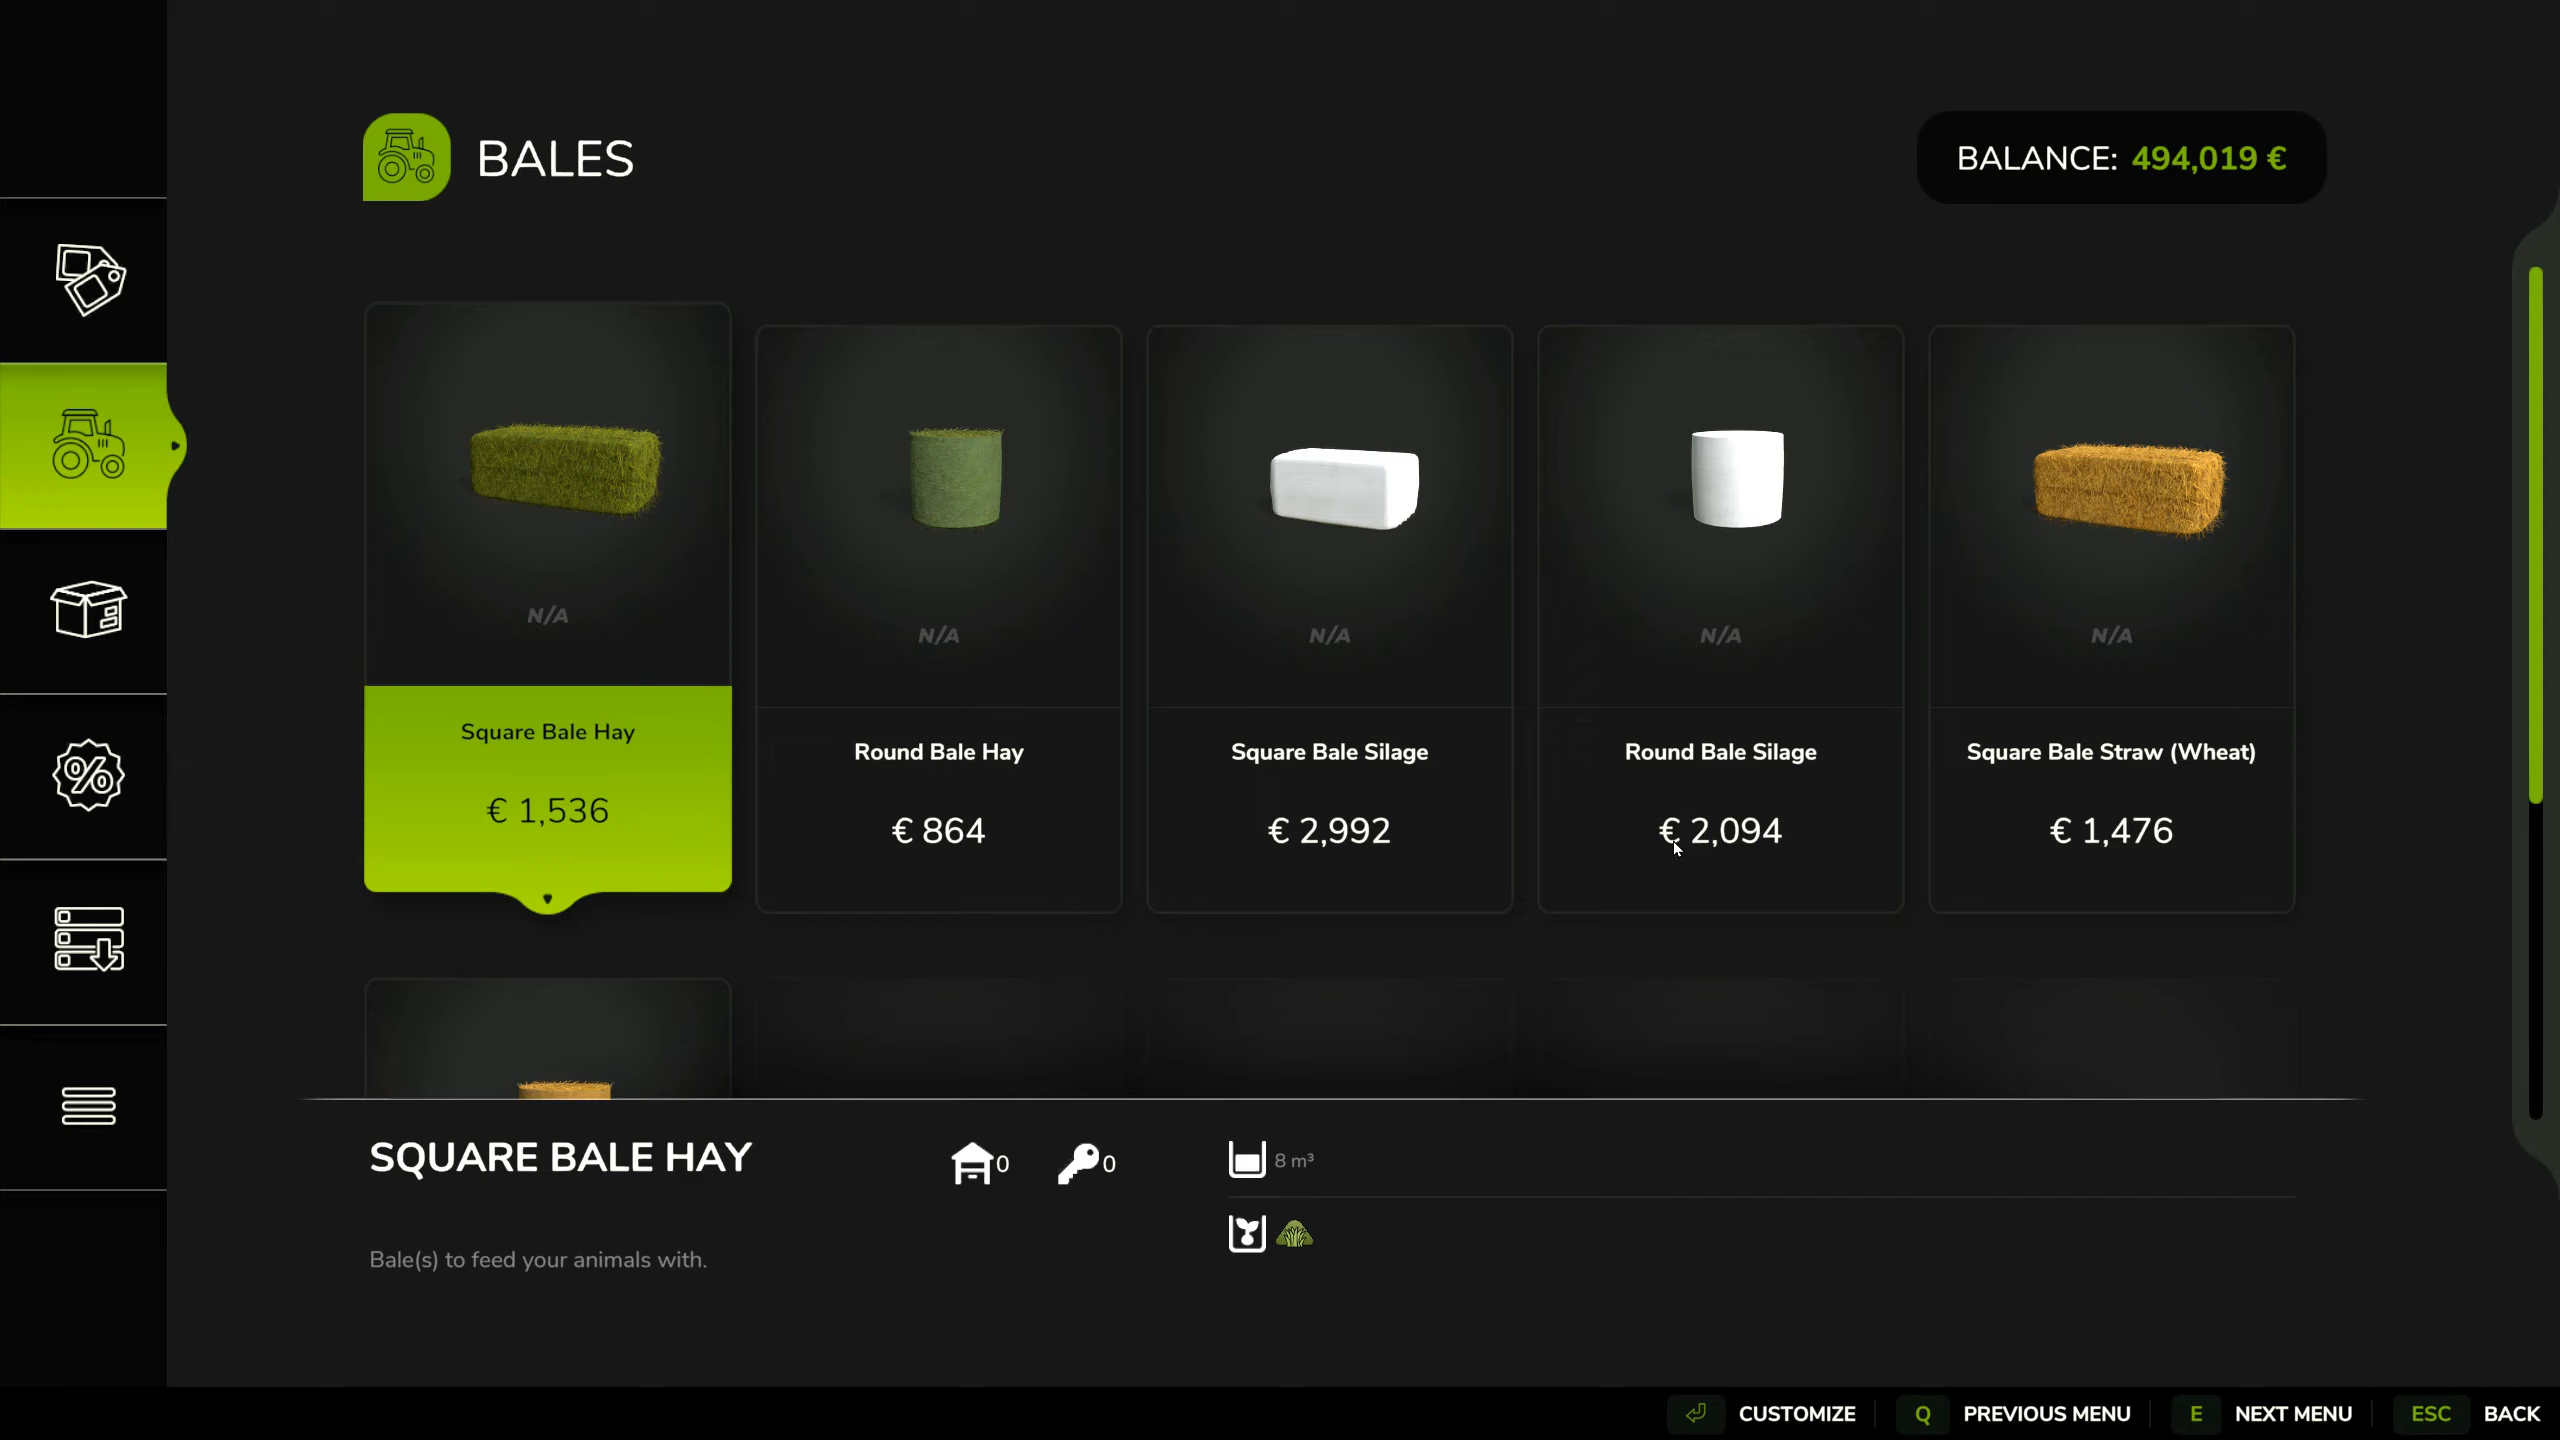 BALES
BALANCE: 494,019 €
N/A
N/A
N/A
N/A
N/A
Square Bale Hay
Round Bale Hay
Square Bale Silage
Round Bale Silage
Square Bale Straw (Wheat)
€ 1,536
€ 864
€ 2,992
€ 2,094
€ 1,476
SQUARE BALE HAY
0
0
8 m³
Bale(s) to feed your animals with.
CUSTOMIZE
Q PREVIOUS MENU
E NEXT MENU
ESC BACK